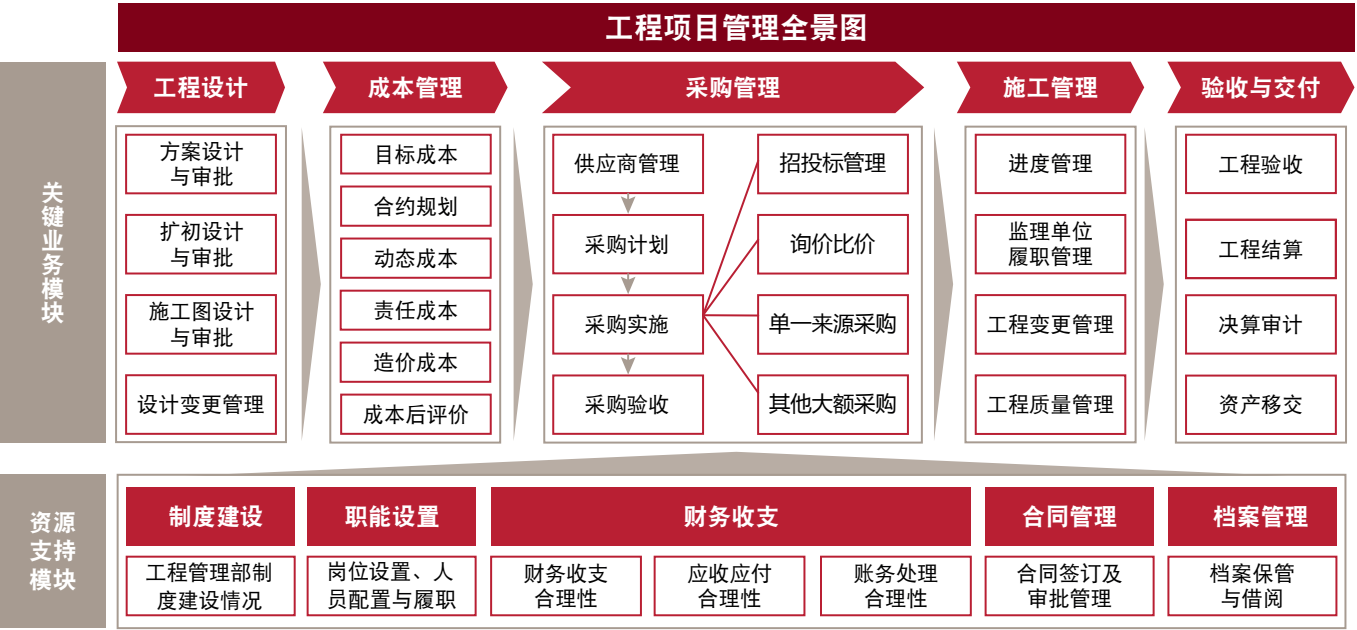 工程项目管理全景图
关键业务模块
工程设计
方案设计
与审批
扩初设计
与审批
施工图设计
与审批
设计变更管理
成本管理
目标成本
合约规划
动态成本
责任成本
造价成本
成本后评价
采购管理
供应商管理
采购计划
采购实施
采购验收
招投标管理
询价比价
单一来源采购
其他大额采购
施工管理
进度管理
监理单位
履职管理
工程变更管理
工程质量管理
验收与交付
工程验收
工程结算
决算审计
资产移交
资源
支持
模块
制度建设
工程管理部制
度建设情况
职能设置
岗位设置、人
员配置与履职
财务收支
财务收支
合理性
应收应付
合理性
账务处理
合理性
合同管理
合同签订及
审批管理
档案管理
档案保管
与借阅